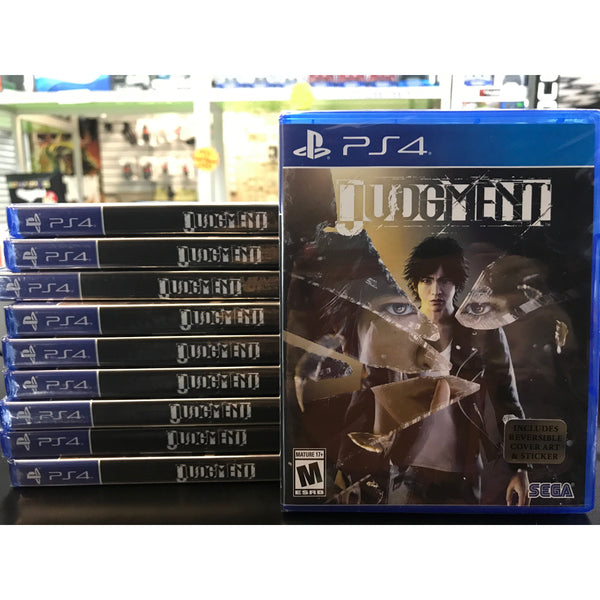 PS4
JUDGMENT
INCLUDES
REVERSIBLE
COVER ART
& STICKER
MATURE 17+
M
ESRB
SEGA
PS4 JUDGMENT
PS4 JUDGMENT
PS4 JUDGMENT
PS4 JUDGMENT
PS4 JUDGMENT
PS4 JUDGMENT
PS4 JUDGMENT
PS4 JUDGMENT
PS4 JUDGMENT